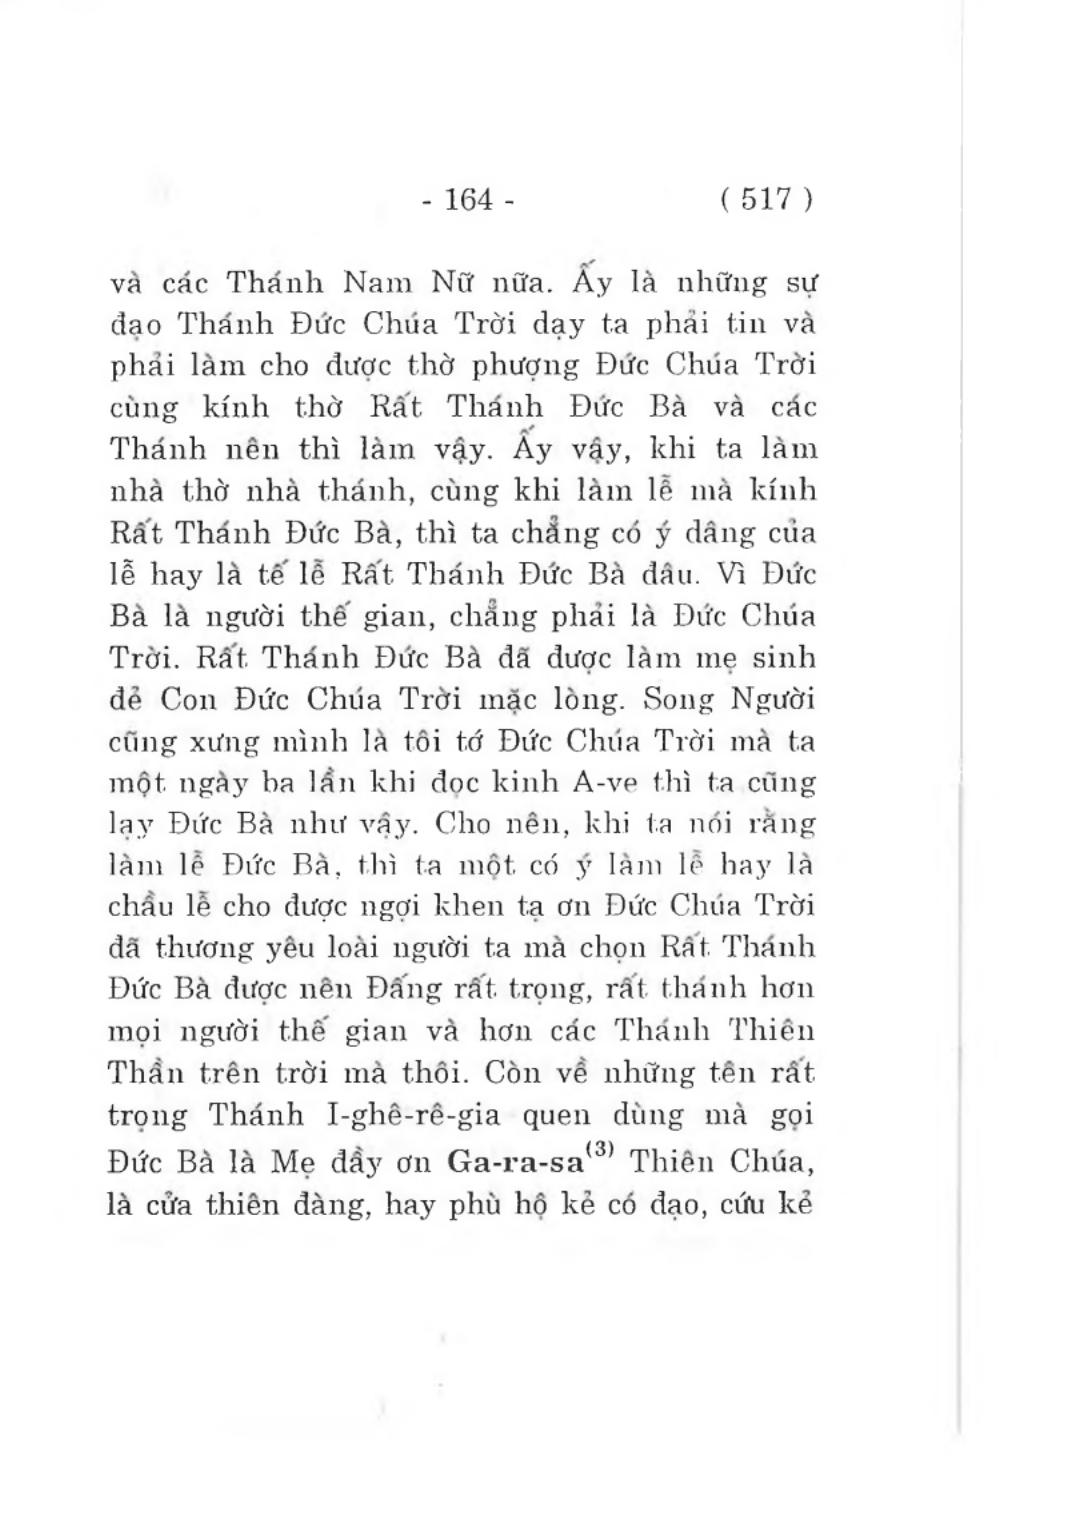 - 164 - ( 517 )
và các Thánh Nam Nữ nữa. Ấy là những sự
đạo Thánh Đức Chúa Trời dạy ta phải tin và
phải làm cho được thờ phượng Đức Chúa Trời
cùng kính thờ Rất Thánh Đức Bà và các
Thánh nên thì làm vậy. Ấy vậy, khi ta làm
nhà thờ nhà thánh, cùng khi làm lễ mà kính
Rất Thánh Đức Bà, thì ta chẳng có ý dâng của
lễ hay là tế lễ Rất Thánh Đức Bà đâu. Vì Đức
Bà là người thế gian, chẳng phải là Đức Chúa
Trời. Rất Thánh Đức Bà đã được làm mẹ sinh
đẻ Con Đức Chúa Trời mặc lòng. Song Người
cũng xưng mình là tôi tớ Đức Chúa Trời mà ta
một ngày ba lần khi đọc kinh A-ve thì ta cũng
lạy Đức Bà như vậy. Cho nên, khi ta nói rằng
làm lễ Đức Bà, thì ta một có ý làm lễ hay là
chầu lễ cho được ngợi khen tạ ơn Đức Chúa Trời
đã thương yêu loài người ta mà chọn Rất Thánh
Đức Bà được nên Đấng rất trọng, rất thánh hơn
mọi người thế gian và hơn các Thánh Thiên
Thần trên trời mà thôi. Còn về những tên rất
trọng Thánh I-ghê-rê-gia quen dùng mà gọi
Đức Bà là Mẹ đầy ơn Ga-ra-sa(3) Thiên Chúa,
là cửa thiên đàng, hay phù hộ kẻ có đạo, cứu kẻ